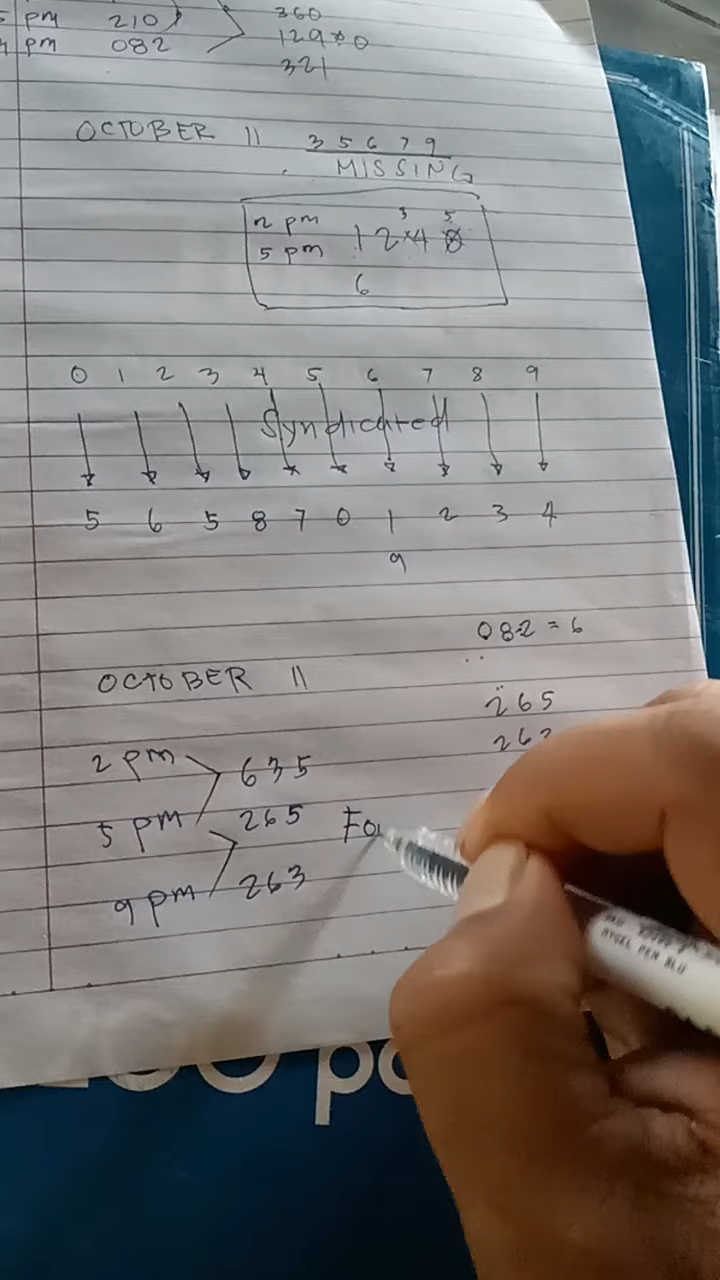 pm 210
pm 082
360
129
321
OCTOBER 11 3 5 6 7 9
MISSING
2 pm
5 pm
3 5
1 2 4
6
0 1 2 3 4 5 6 7 8 9
Syndicated
5 6 5 8 7 0 1 2 3 4
9
082 = 6
OCTOBER 11
265
2 pm 635
5 pm 265 Fo
9 pm 263